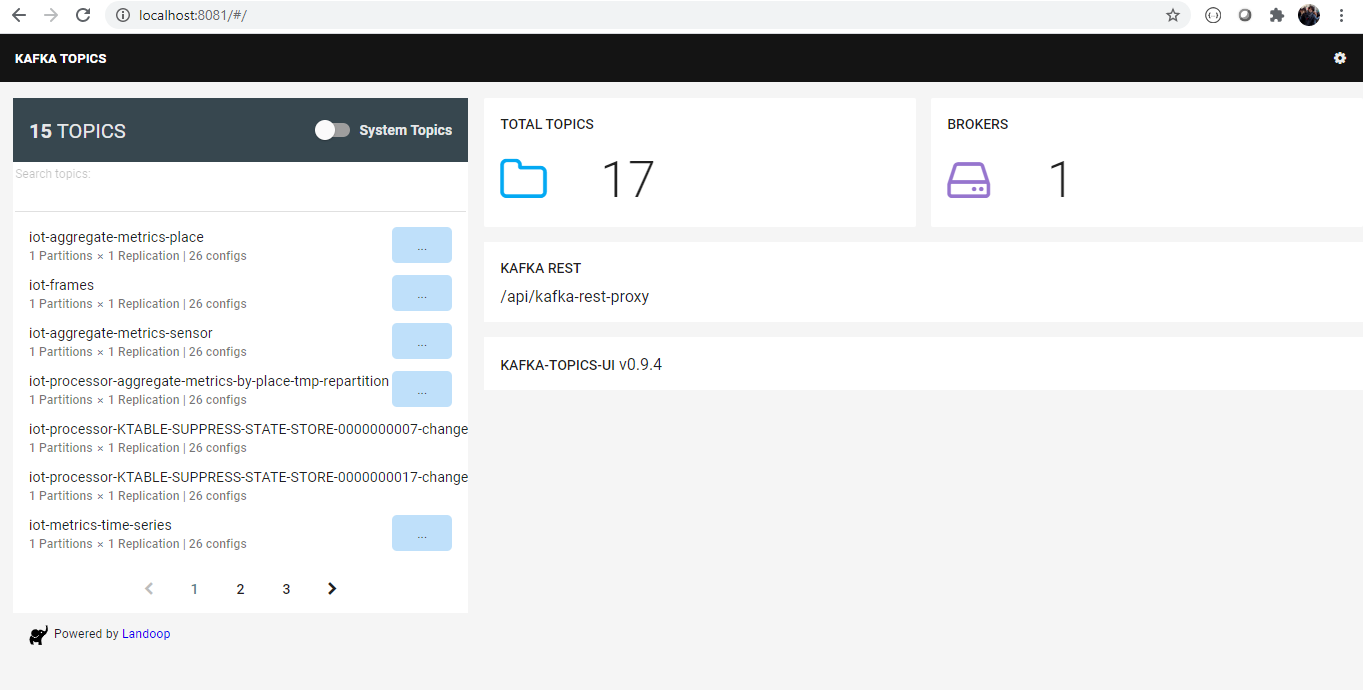 localhost:8081/#/
KAFKA TOPICS
15 TOPICS
System Topics
Search topics:
iot-aggregate-metrics-place
1 Partitions × 1 Replication | 26 configs
...
iot-frames
1 Partitions × 1 Replication | 26 configs
...
iot-aggregate-metrics-sensor
1 Partitions × 1 Replication | 26 configs
...
iot-processor-aggregate-metrics-by-place-tmp-repartition
1 Partitions × 1 Replication | 26 configs
...
iot-processor-KTABLE-SUPPRESS-STATE-STORE-0000000007-change
1 Partitions × 1 Replication | 26 configs
iot-processor-KTABLE-SUPPRESS-STATE-STORE-0000000017-change
1 Partitions × 1 Replication | 26 configs
iot-metrics-time-series
1 Partitions × 1 Replication | 26 configs
...
1 2 3
Powered by Landoop
TOTAL TOPICS
17
BROKERS
1
KAFKA REST
/api/kafka-rest-proxy
KAFKA-TOPICS-UI v0.9.4